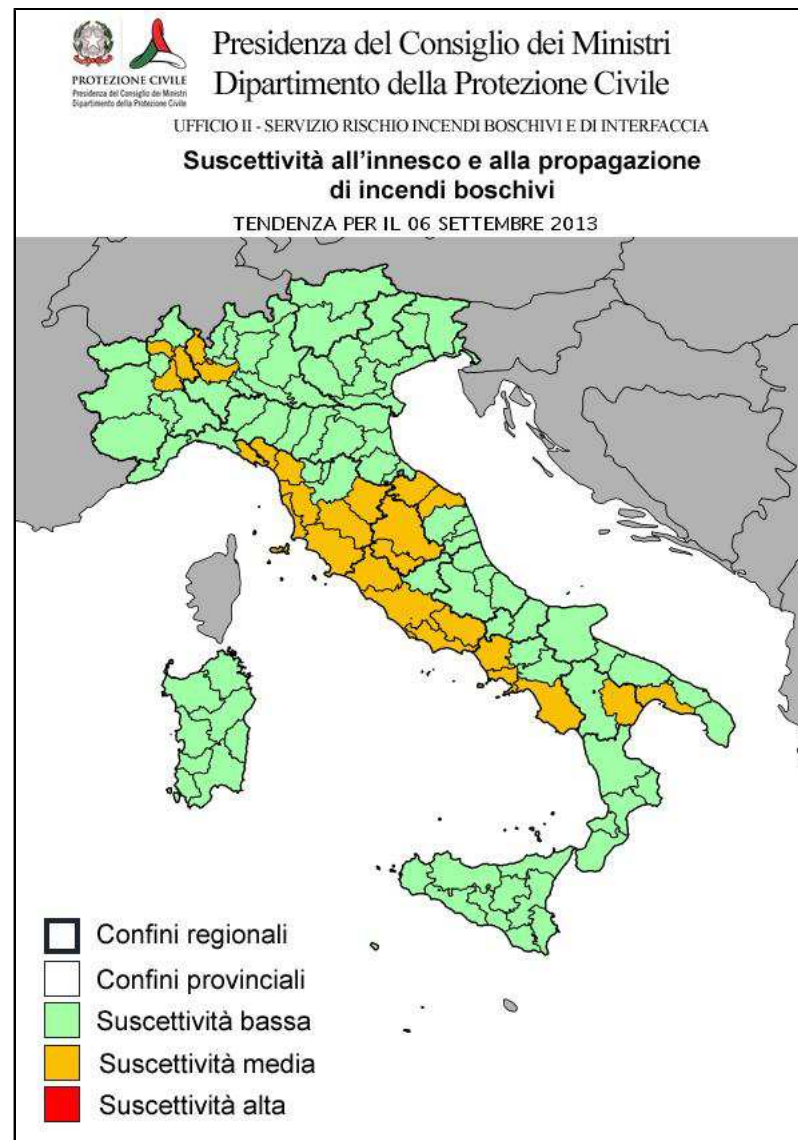 PROTEZIONE CIVILE
Presidenza del Consiglio dei Ministri
Dipartimento della Protezione Civile
Presidenza del Consiglio dei Ministri
Dipartimento della Protezione Civile
UFFICIO II - SERVIZIO RISCHIO INCENDI BOSCHIVI E DI INTERFACCIA
Suscettività all'innesco e alla propagazione
di incendi boschivi
TENDENZA PER IL 06 SETTEMBRE 2013
Confini regionali
Confini provinciali
Suscettività bassa
Suscettività media
Suscettività alta